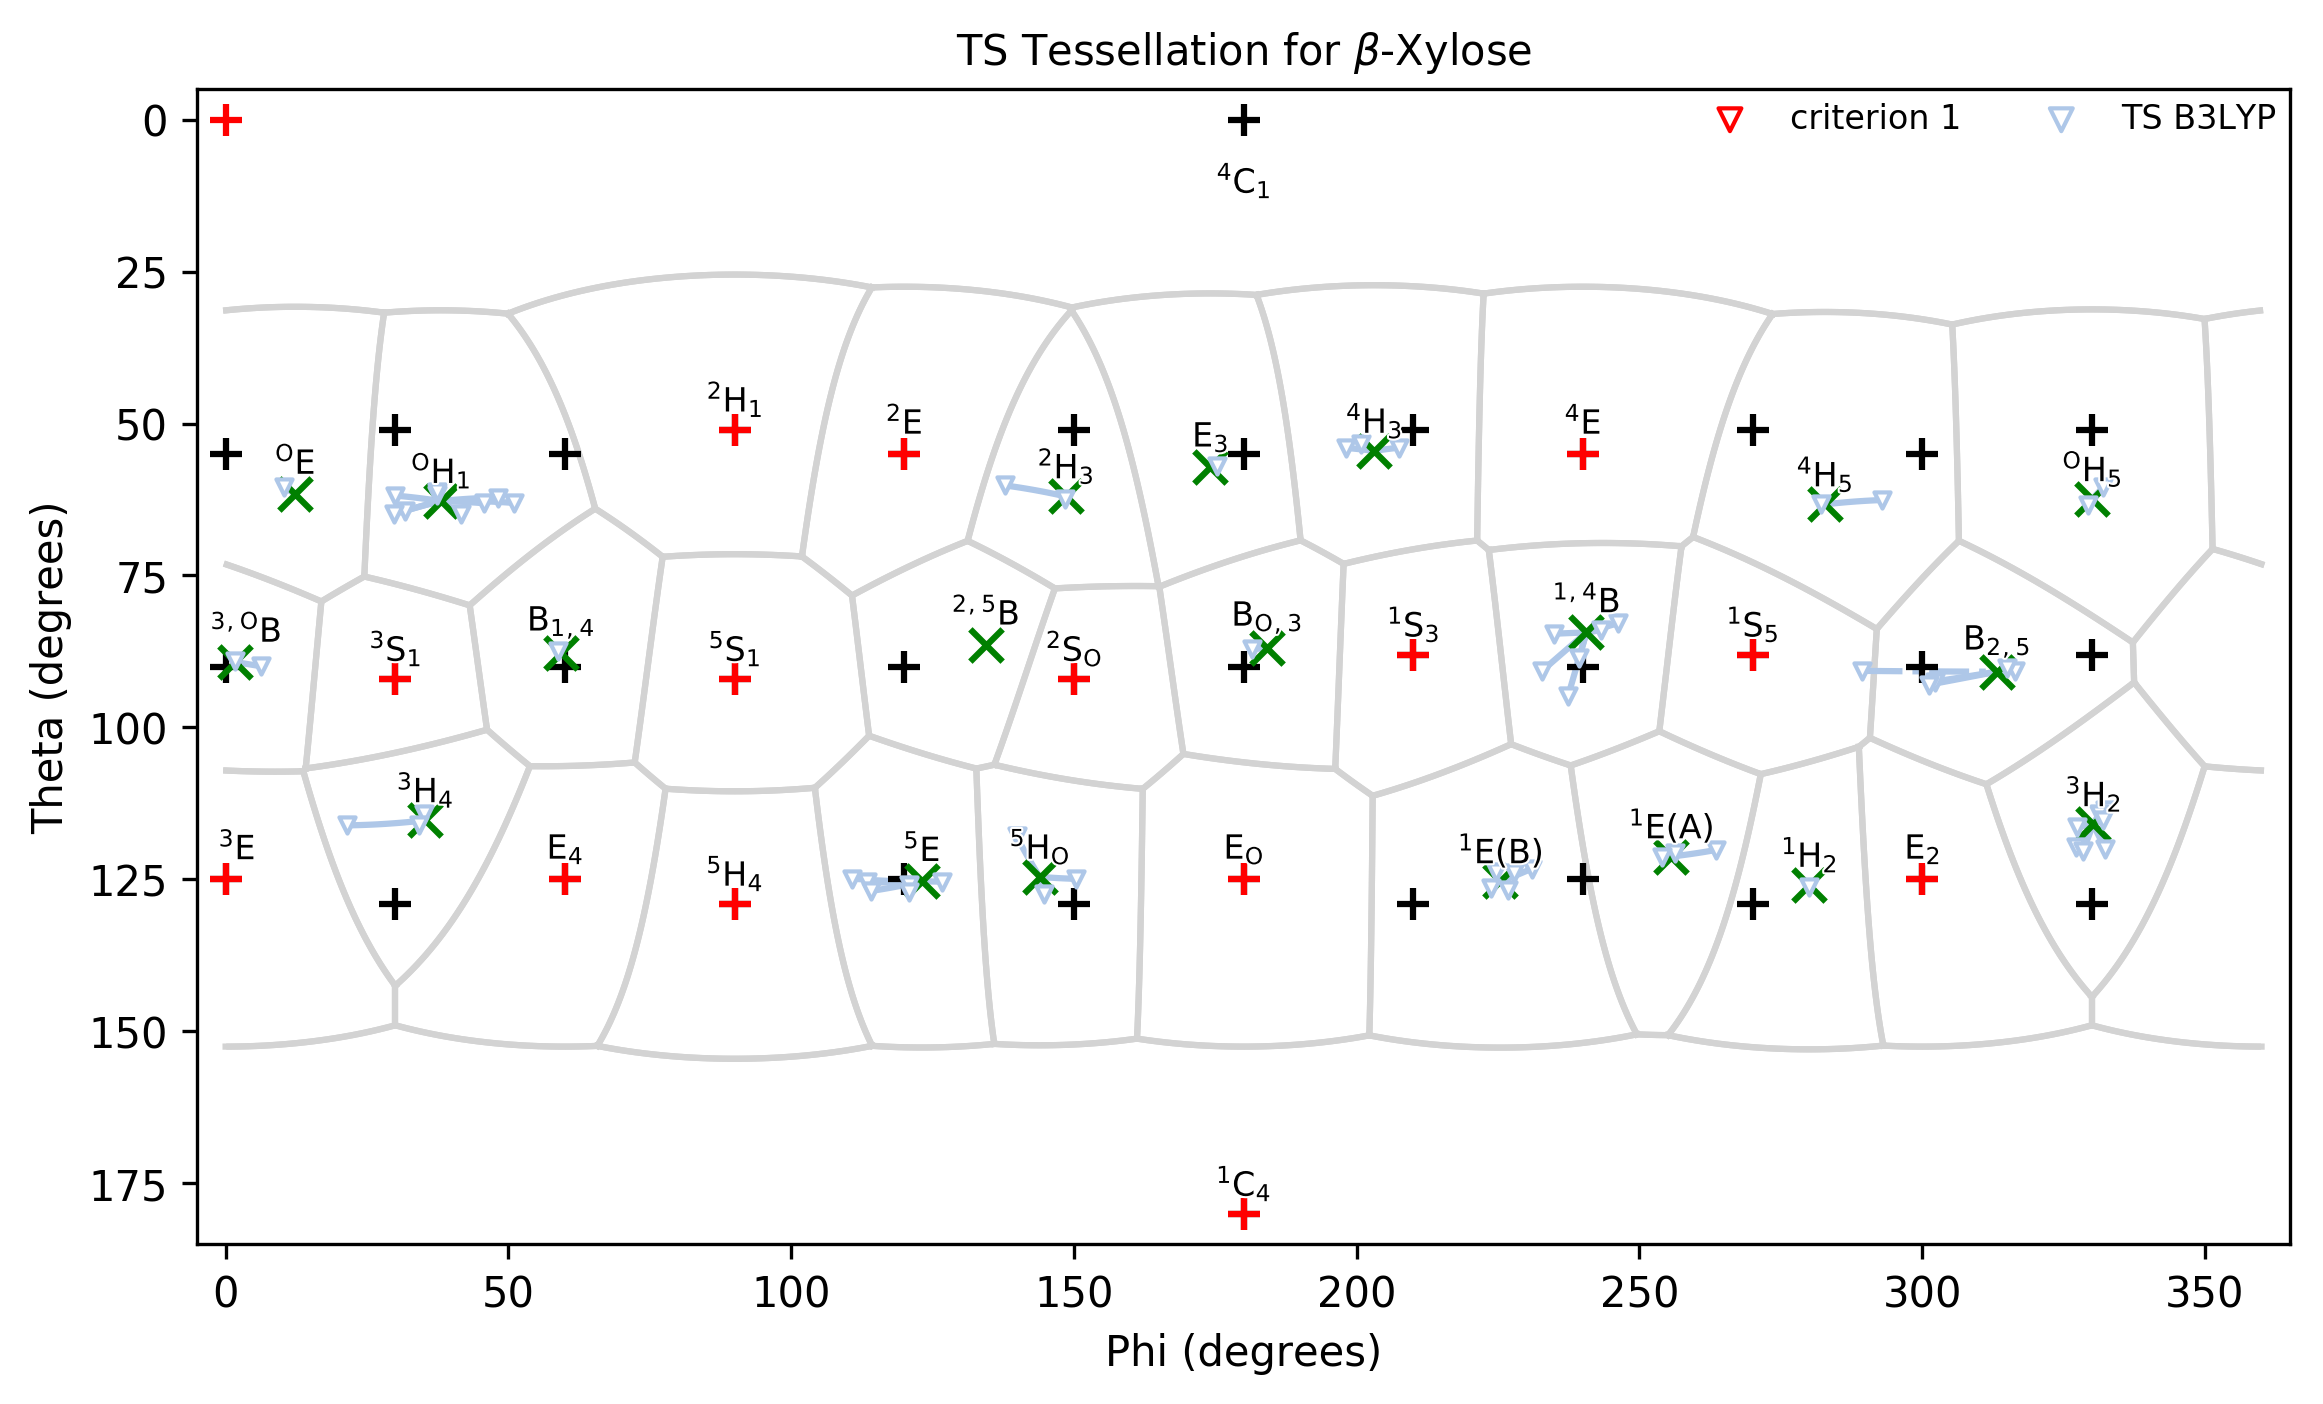 TS Tessellation for β-Xylose
criterion 1
TS B3LYP
⁴C₁
²H₁
²E
²H₃
E₃
⁴H₃
⁴E
⁴H₅
ᴼH₅
ᴼE
ᴼH₁
³,ᴼB
³S₁
B₁,₄
⁵S₁
²,⁵B
²Sₒ
Bₒ,₃
¹S₃
¹,⁴B
¹S₅
B₂,₅
³E
³H₄
E₄
⁵H₄
⁵E
⁵Hₒ
Eₒ
¹E(B)
¹E(A)
¹H₂
E₂
³H₂
¹C₄
0
25
50
75
100
125
150
175
Theta (degrees)
0 50 100 150 200 250 300 350
Phi (degrees)